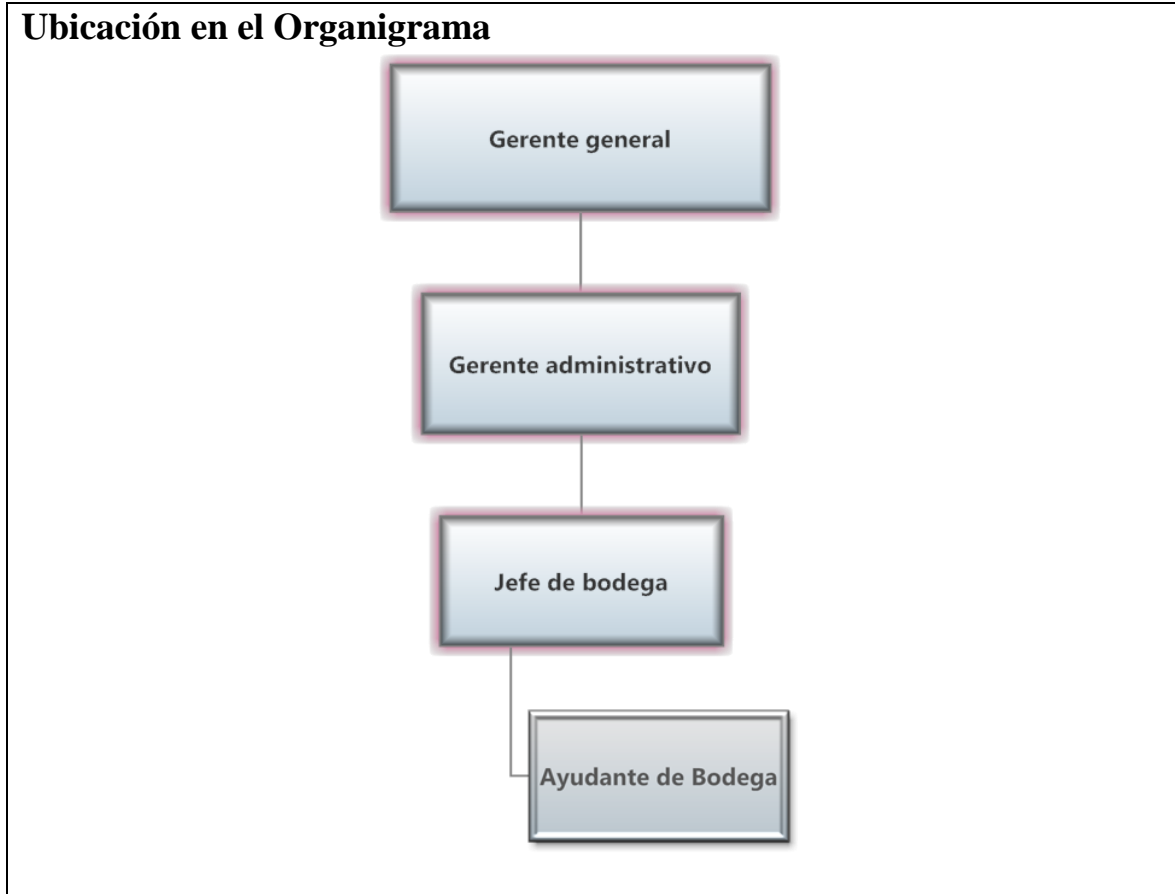 Ubicación en el Organigrama
Gerente general
Gerente administrativo
Jefe de bodega
Ayudante de Bodega